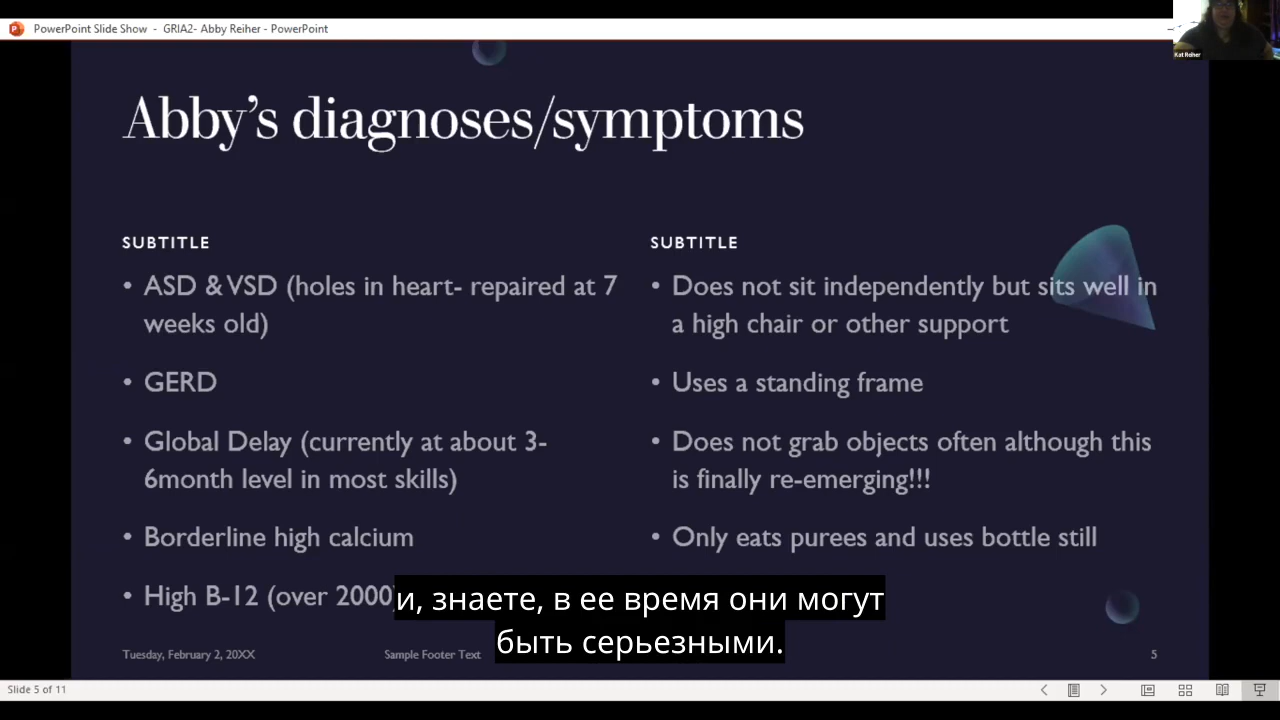 PowerPoint Slide Show - GRIA2- Abby Reiher - PowerPoint
Kat Reiher
Abby's diagnoses/symptoms
SUBTITLE
• ASD & VSD (holes in heart- repaired at 7
weeks old)
• GERD
• Global Delay (currently at about 3-
6month level in most skills)
• Borderline high calcium
• High B-12 (over 2000)
SUBTITLE
• Does not sit independently but sits well in
a high chair or other support
• Uses a standing frame
• Does not grab objects often although this
is finally re-emerging!!!
• Only eats purees and uses bottle still
и, знаете, в ее время они могут
быть серьезными.
Tuesday, February 2, 20XX
Sample Footer Text
5
Slide 5 of 11